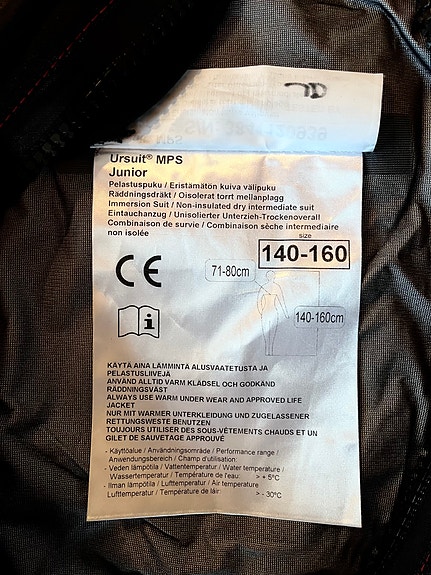 Ursuit® MPS
Junior
Pelastuspuku / Eristämätön kuiva välipuku
Räddningsdräkt / Oisolerat torrt mellanplagg
Immersion Suit / Non-insulated dry intermediate suit
Eintauchanzug / Unisolierter Unterzieh-Trockenoverall
Combinaison de survie / Combinaison sèche intermediaire
non isolée
size
140-160
CE
71-80cm
140-160cm
i
KÄYTÄ AINA LÄMMINTÄ ALUSVAATETUSTA JA
PELASTUSLIIVEJÄ
ANVÄND ALLTID VARM KLÄDSEL OCH GODKÄND
RÄDDNINGSVÄST
ALWAYS USE WARM UNDER WEAR AND APPROVED LIFE
JACKET
NUR MIT WARMER UNTERKLEIDUNG UND ZUGELASSENER
RETTUNGSWESTE BENUTZEN
TOUJOURS UTILISER DES SOUS-VÊTEMENTS CHAUDS ET UN
GILET DE SAUVETAGE APPROUVÉ
- Käyttöalue / Användningsområde / Performance range /
Anwendungsbereich / Champ d'utilisation:
- Veden lämpötila / Vattentemperatur / Water temperature /
Wassertemperatur / Température de l'eau: > + 5°C
- Ilman lämpötila / Lufttemperatur / Air temperature
Lufttemperatur / Température de láir: > - 30°C